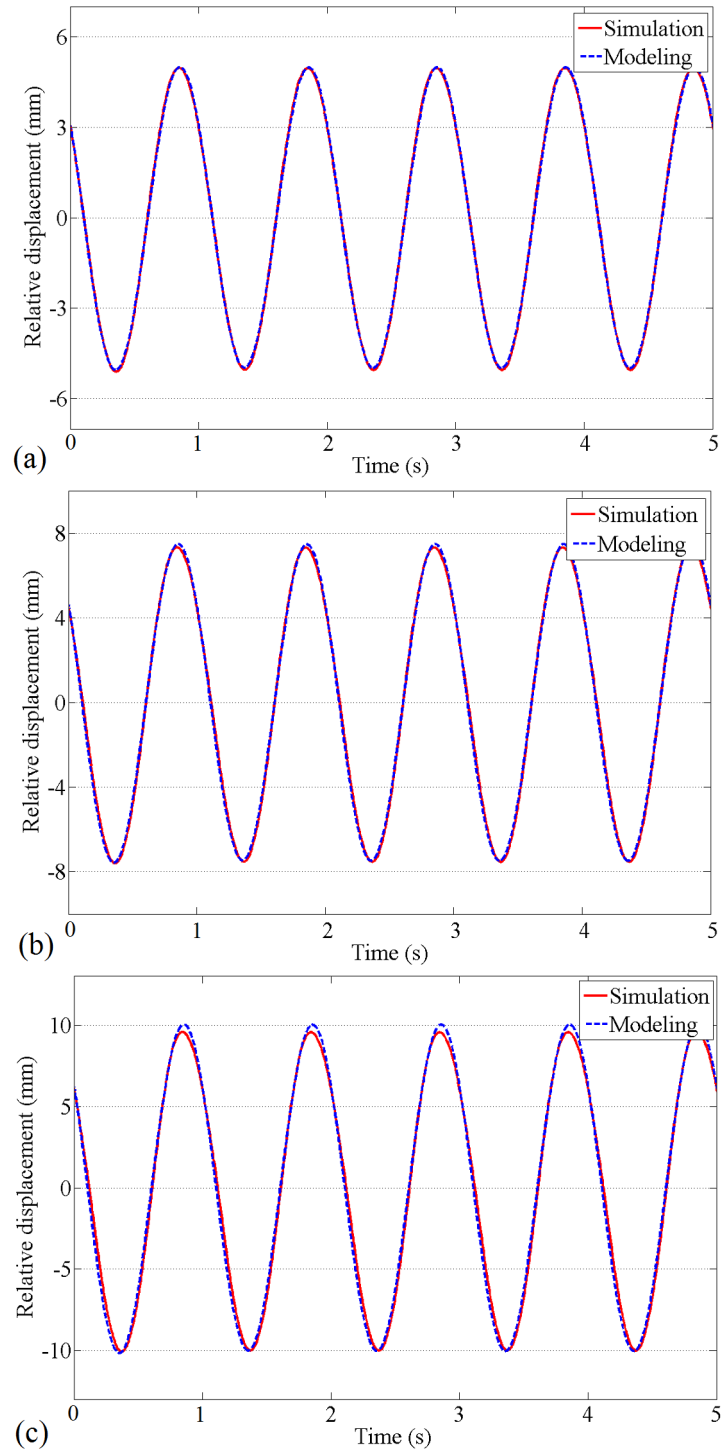 6
3
0
-3
-6
Relative displacement (mm)
Simulation
Modeling
0 1 2 3 4 5
Time (s)
(a)
8
4
0
-4
-8
Relative displacement (mm)
Simulation
Modeling
0 1 2 3 4 5
Time (s)
(b)
10
5
0
-5
-10
Relative displacement (mm)
Simulation
Modeling
0 1 2 3 4 5
Time (s)
(c)